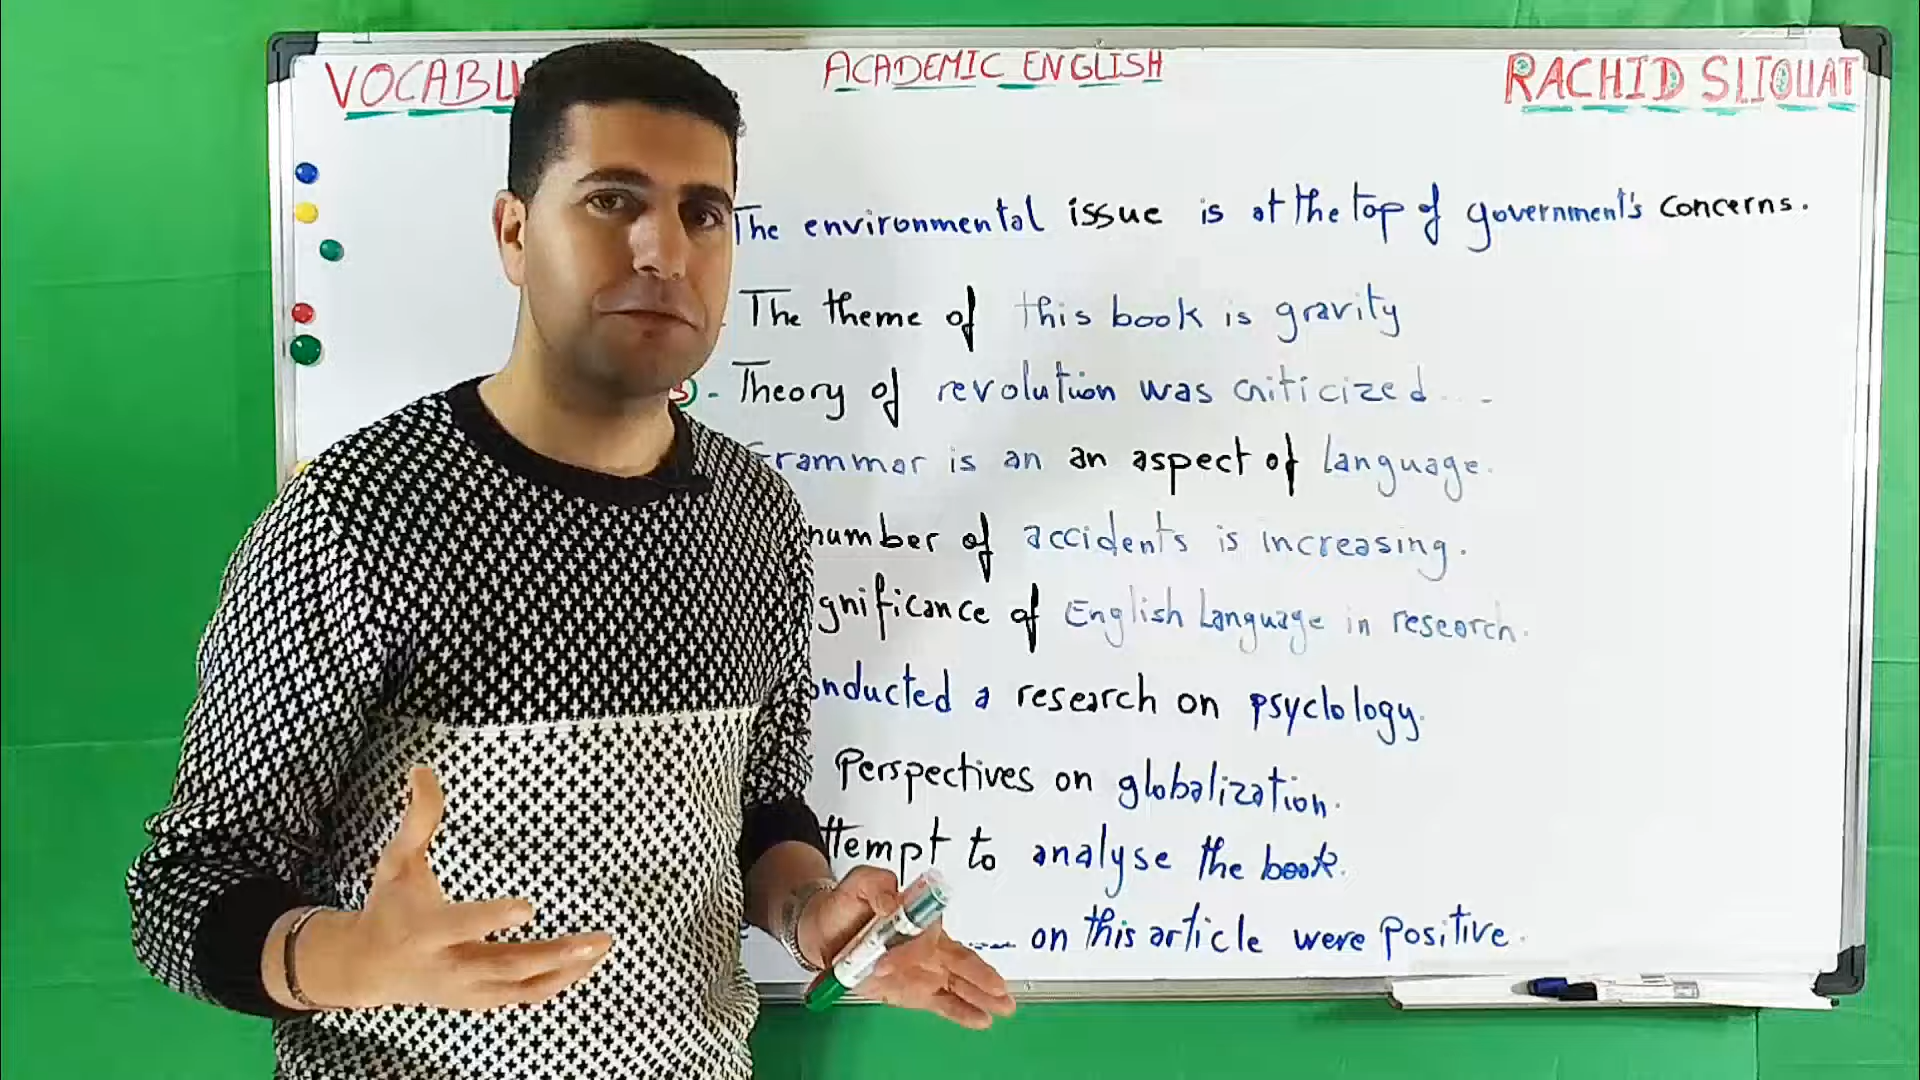 VOCABU
ACADEMIC ENGLISH
RACHID SLIOUAT
The environmental issue is at the top of government's concerns.
The theme of this book is gravity
3 - Theory of revolution was criticized ...
Grammar is an an aspect of language.
number of accidents is increasing.
gnificance of English Language in research.
onducted a research on psyclology.
Perspectives on globalization.
ttempt to analyse the book.
..... on this article were positive.